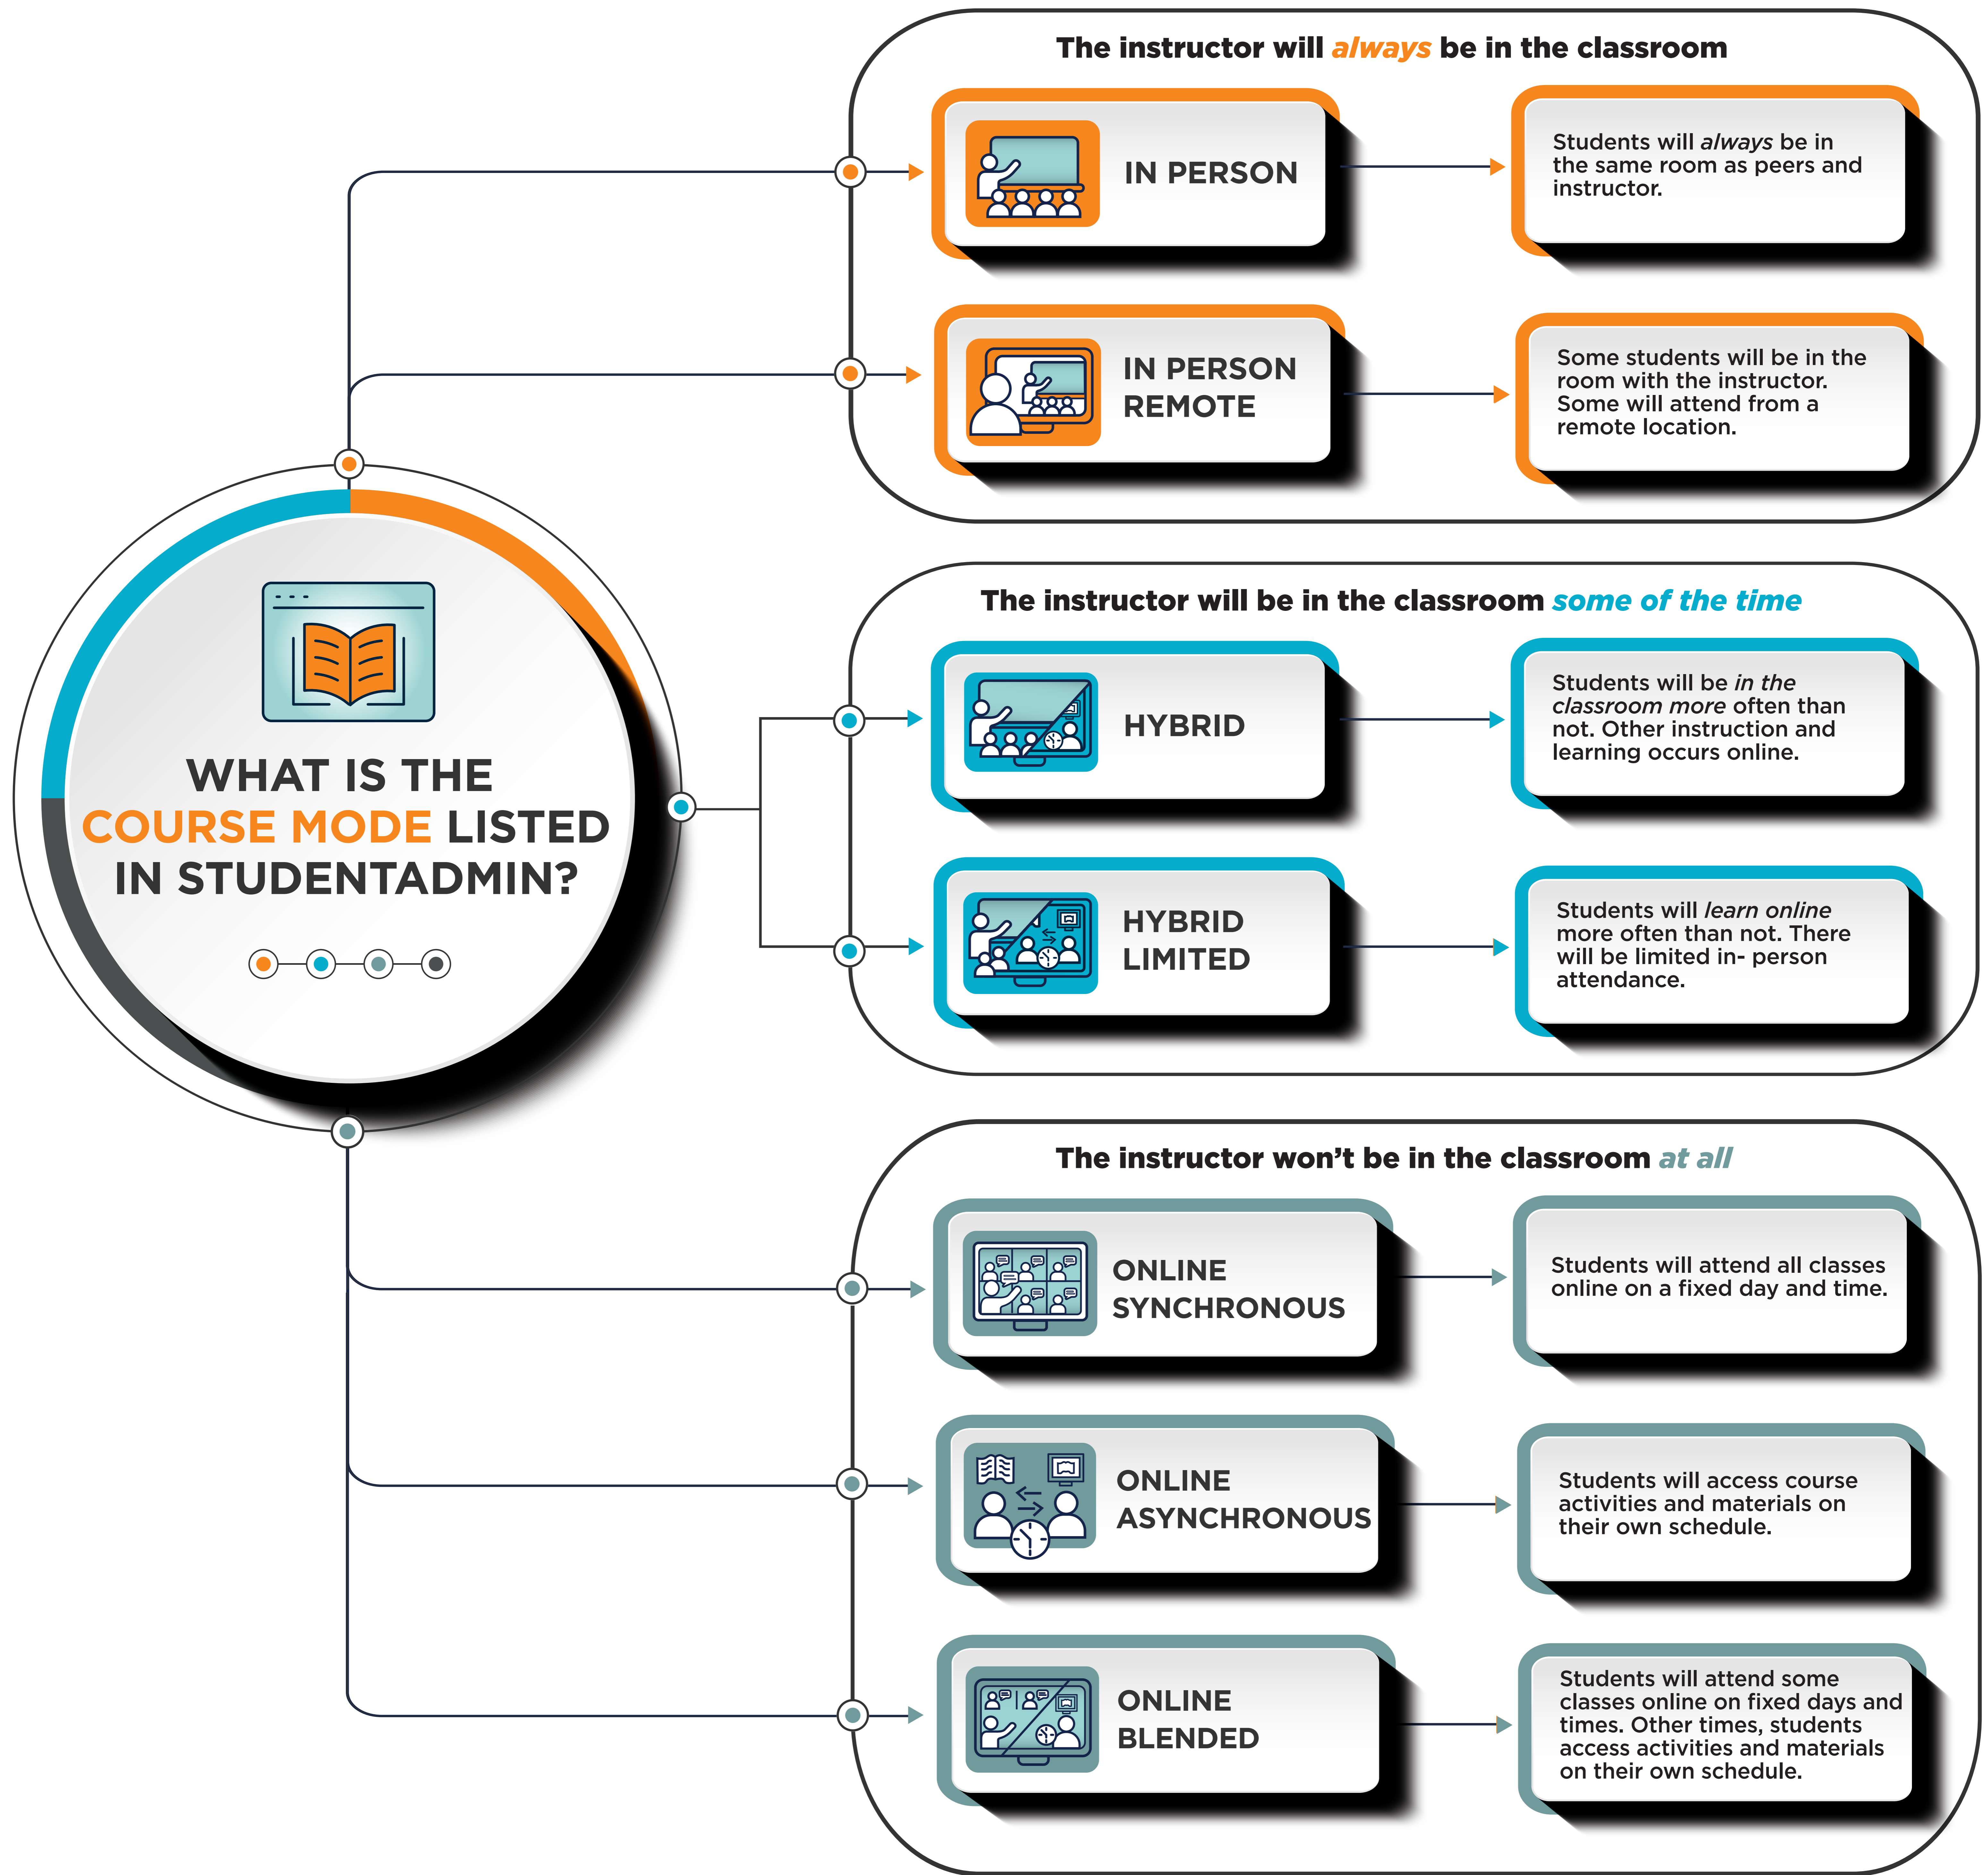 The instructor will always be in the classroom
IN PERSON
Students will always be in
the same room as peers and
instructor.
IN PERSON
REMOTE
Some students will be in the
room with the instructor.
Some will attend from a
remote location.
WHAT IS THE
COURSE MODE LISTED
IN STUDENTADMIN?
The instructor will be in the classroom some of the time
HYBRID
Students will be in the
classroom more often than
not. Other instruction and
learning occurs online.
HYBRID
LIMITED
Students will learn online
more often than not. There
will be limited in- person
attendance.
The instructor won't be in the classroom at all
ONLINE
SYNCHRONOUS
Students will attend all classes
online on a fixed day and time.
ONLINE
ASYNCHRONOUS
Students will access course
activities and materials on
their own schedule.
ONLINE
BLENDED
Students will attend some
classes online on fixed days and
times. Other times, students
access activities and materials
on their own schedule.